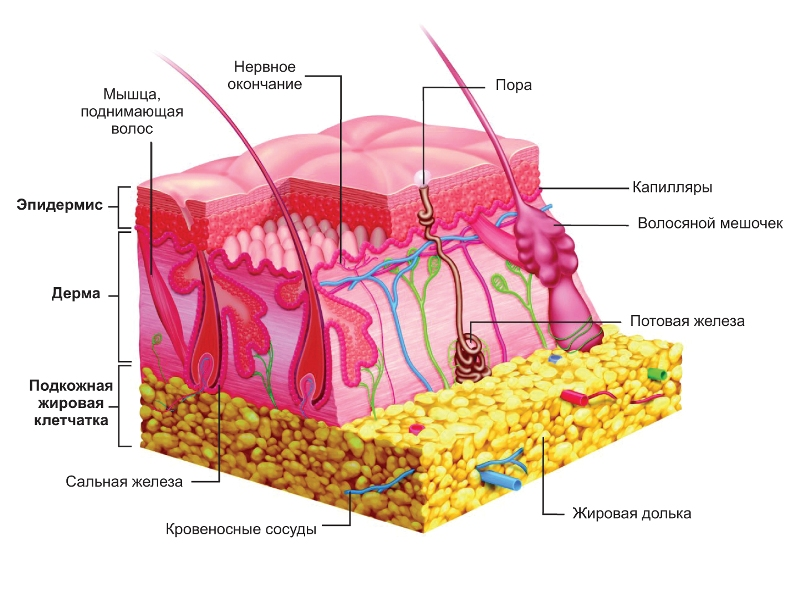 Нервное
окончание
Мышца,
поднимающая
волос
Пора
Эпидермис
Капилляры
Волосяной мешочек
Дерма
Потовая железа
Подкожная
жировая
клетчатка
Сальная железа
Кровеносные сосуды
Жировая долька